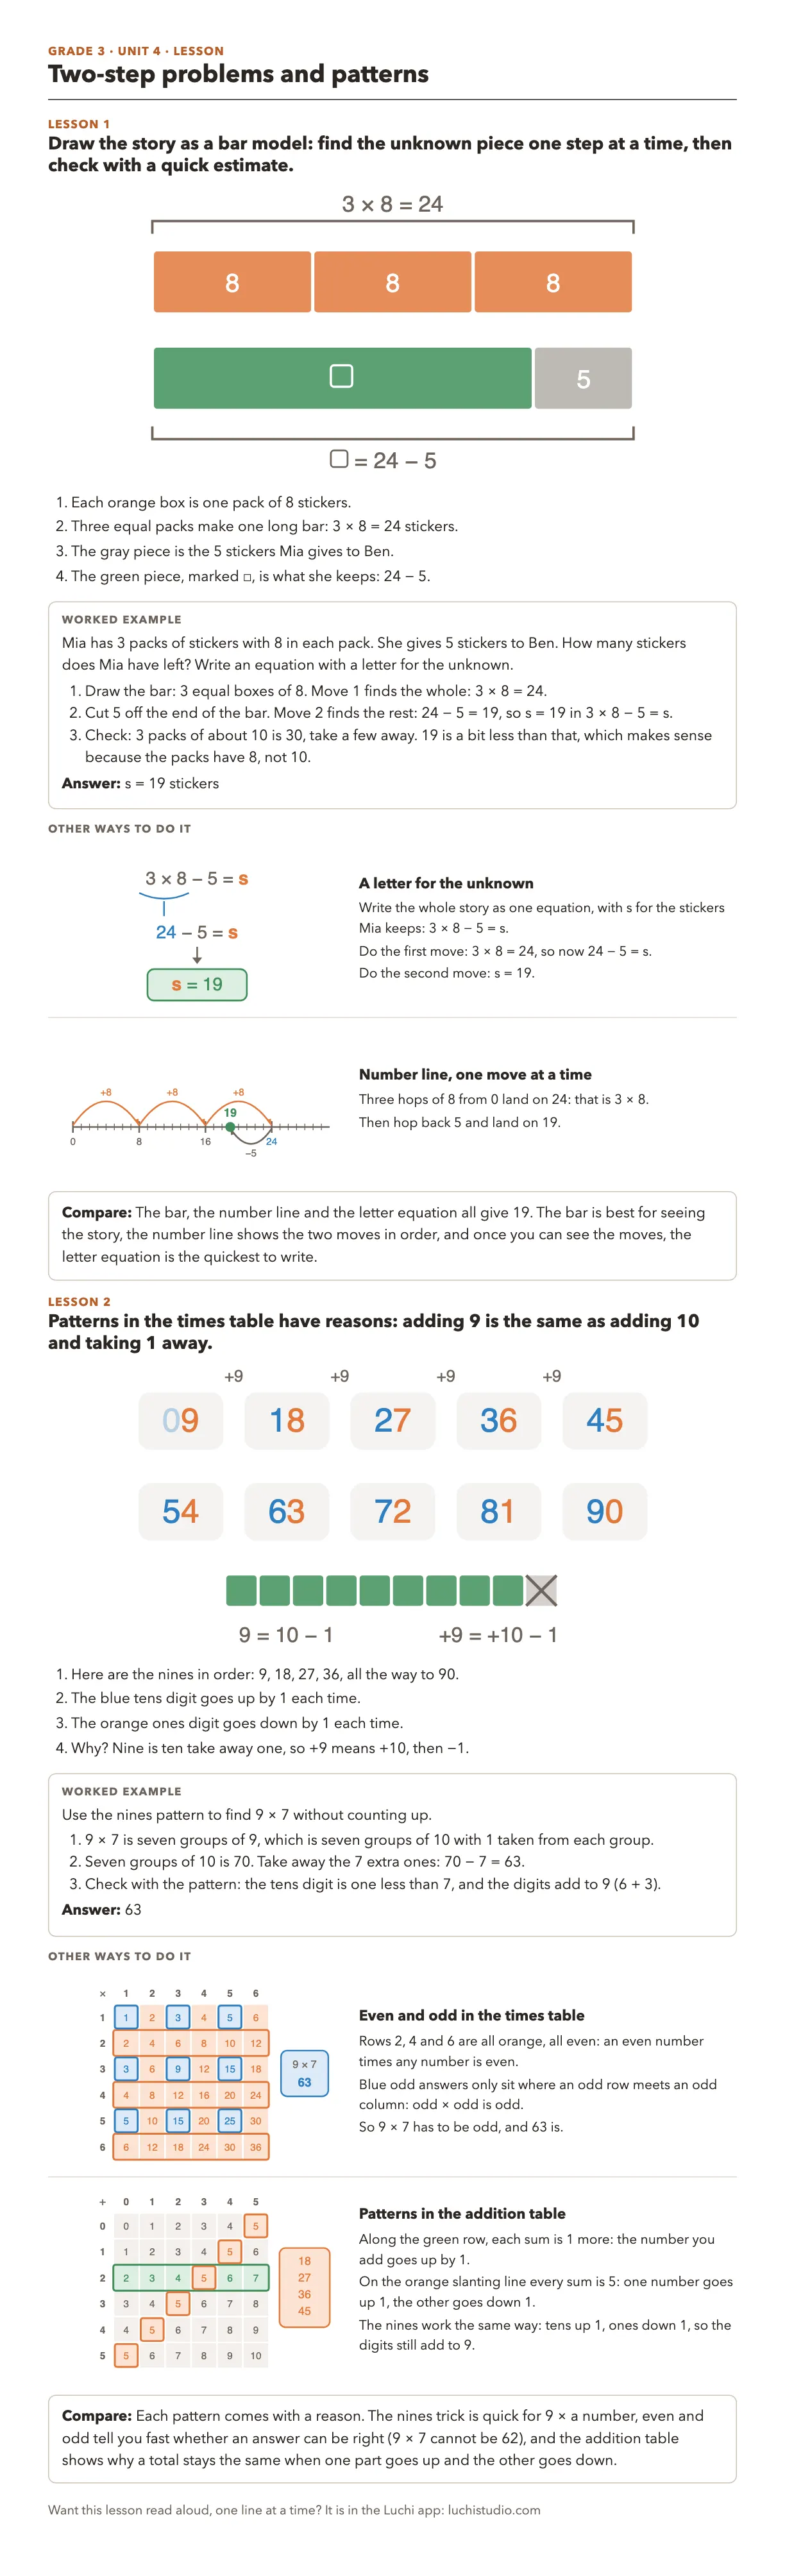 GRADE 3 · UNIT 4 · LESSON
Two-step problems and patterns
LESSON 1
Draw the story as a bar model: find the unknown piece one step at a time, then
check with a quick estimate.
3 × 8 = 24
8 8 8
□ 5
□ = 24 − 5
1. Each orange box is one pack of 8 stickers.
2. Three equal packs make one long bar: 3 × 8 = 24 stickers.
3. The gray piece is the 5 stickers Mia gives to Ben.
4. The green piece, marked □, is what she keeps: 24 − 5.
WORKED EXAMPLE
Mia has 3 packs of stickers with 8 in each pack. She gives 5 stickers to Ben. How many stickers
does Mia have left? Write an equation with a letter for the unknown.
1. Draw the bar: 3 equal boxes of 8. Move 1 finds the whole: 3 × 8 = 24.
2. Cut 5 off the end of the bar. Move 2 finds the rest: 24 − 5 = 19, so s = 19 in 3 × 8 − 5 = s.
3. Check: 3 packs of about 10 is 30, take a few away. 19 is a bit less than that, which makes sense
because the packs have 8, not 10.
Answer: s = 19 stickers
OTHER WAYS TO DO IT
3 × 8 − 5 = s
24 − 5 = s
s = 19
A letter for the unknown
Write the whole story as one equation, with s for the stickers
Mia keeps: 3 × 8 − 5 = s.
Do the first move: 3 × 8 = 24, so now 24 − 5 = s.
Do the second move: s = 19.
+8 +8 +8
19
0 8 16 24
−5
Number line, one move at a time
Three hops of 8 from 0 land on 24: that is 3 × 8.
Then hop back 5 and land on 19.
Compare: The bar, the number line and the letter equation all give 19. The bar is best for seeing
the story, the number line shows the two moves in order, and once you can see the moves, the
letter equation is the quickest to write.
LESSON 2
Patterns in the times table have reasons: adding 9 is the same as adding 10
and taking 1 away.
+9 +9 +9 +9
09 18 27 36 45
54 63 72 81 90
9 = 10 − 1 +9 = +10 − 1
1. Here are the nines in order: 9, 18, 27, 36, all the way to 90.
2. The blue tens digit goes up by 1 each time.
3. The orange ones digit goes down by 1 each time.
4. Why? Nine is ten take away one, so +9 means +10, then −1.
WORKED EXAMPLE
Use the nines pattern to find 9 × 7 without counting up.
1. 9 × 7 is seven groups of 9, which is seven groups of 10 with 1 taken from each group.
2. Seven groups of 10 is 70. Take away the 7 extra ones: 70 − 7 = 63.
3. Check with the pattern: the tens digit is one less than 7, and the digits add to 9 (6 + 3).
Answer: 63
OTHER WAYS TO DO IT
× 1 2 3 4 5 6
1 1 2 3 4 5 6
2 2 4 6 8 10 12
3 3 6 9 12 15 18
4 4 8 12 16 20 24
5 5 10 15 20 25 30
6 6 12 18 24 30 36
9 × 7
63
Even and odd in the times table
Rows 2, 4 and 6 are all orange, all even: an even number
times any number is even.
Blue odd answers only sit where an odd row meets an odd
column: odd × odd is odd.
So 9 × 7 has to be odd, and 63 is.
+ 0 1 2 3 4 5
0 0 1 2 3 4 5
1 1 2 3 4 5 6
2 2 3 4 5 6 7
3 3 4 5 6 7 8
4 4 5 6 7 8 9
5 5 6 7 8 9 10
18
27
36
45
Patterns in the addition table
Along the green row, each sum is 1 more: the number you
add goes up by 1.
On the orange slanting line every sum is 5: one number goes
up 1, the other goes down 1.
The nines work the same way: tens up 1, ones down 1, so the
digits still add to 9.
Compare: Each pattern comes with a reason. The nines trick is quick for 9 × a number, even and
odd tell you fast whether an answer can be right (9 × 7 cannot be 62), and the addition table
shows why a total stays the same when one part goes up and the other goes down.
Want this lesson read aloud, one line at a time? It is in the Luchi app: luchistudio.com